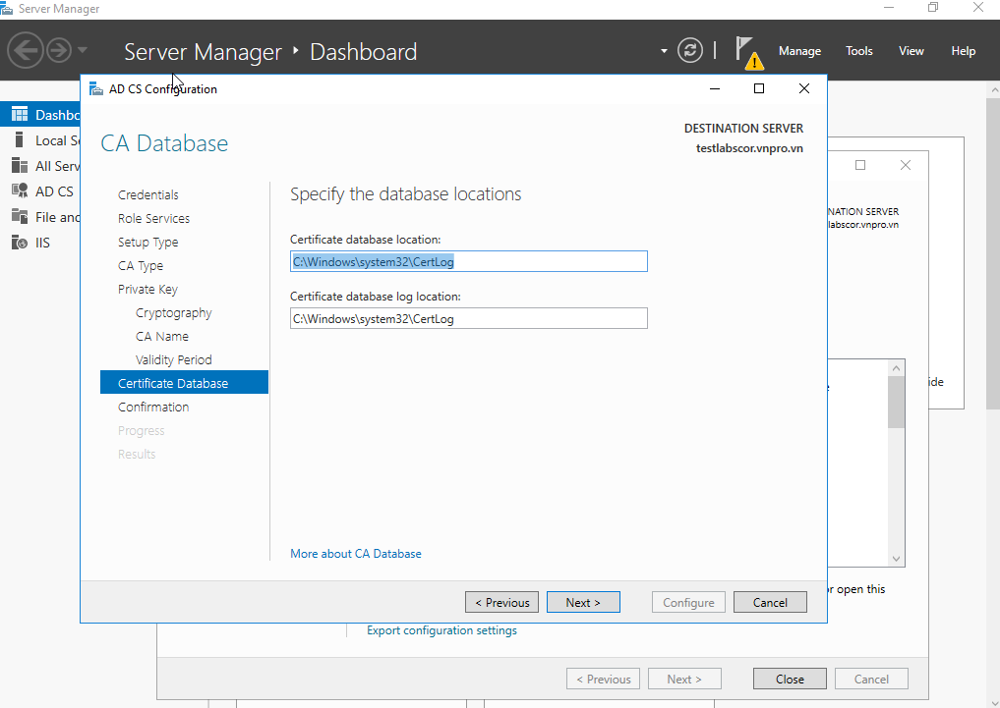 Server Manager
Server Manager ‣ Dashboard
Manage Tools View Help
AD CS Configuration
Dashbo
Local Se
All Serv
AD CS
File and
IIS
CA Database
DESTINATION SERVER
testlabscor.vnpro.vn
NATION SERVER
labscor.vnpro.vn
Credentials
Role Services
Setup Type
CA Type
Private Key
Cryptography
CA Name
Validity Period
Certificate Database
Confirmation
Progress
Results
Specify the database locations
Certificate database location:
C:\Windows\system32\CertLog
Certificate database log location:
C:\Windows\system32\CertLog
More about CA Database
ide
or open this
< Previous Next > Configure Cancel
Export configuration settings
< Previous Next > Close Cancel